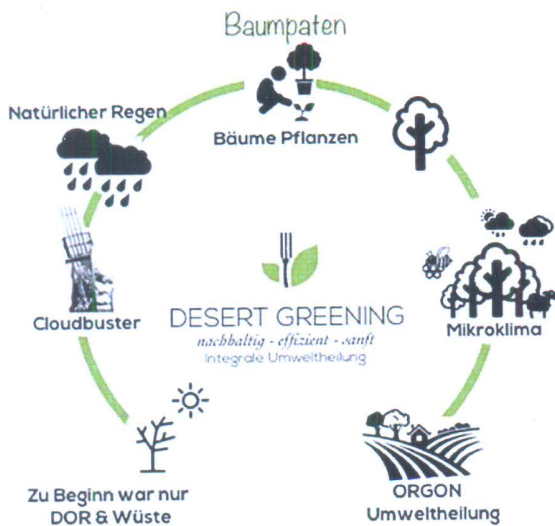 Baumpaten
Natürlicher Regen
Bäume Pflanzen
Cloudbuster
DESERT GREENING
nachhaltig - effizient - sanft
Integrale Umweltheilung
Mikroklima
Zu Beginn war nur
DOR & Wüste
ORGON
Umweltheilung